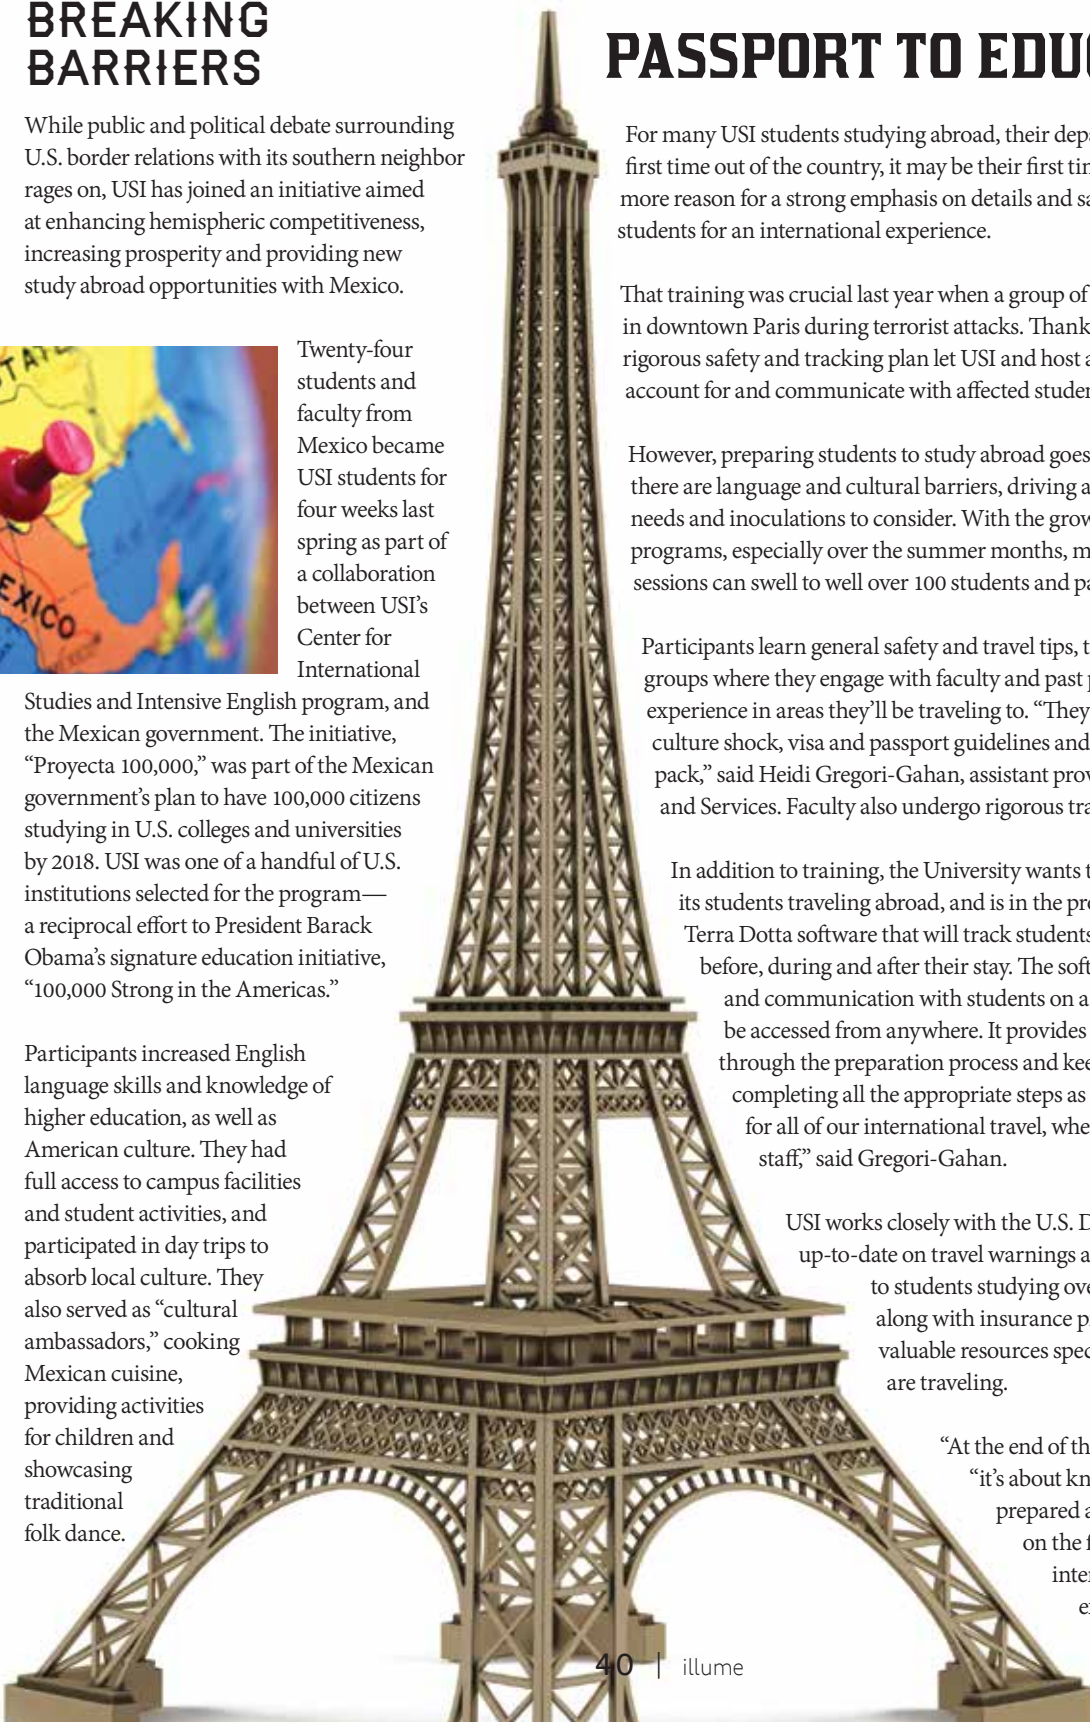 BREAKING
BARRIERS
While public and political debate surrounding
U.S. border relations with its southern neighbor
rages on, USI has joined an initiative aimed
at enhancing hemispheric competitiveness,
increasing prosperity and providing new
study abroad opportunities with Mexico.
Twenty-four
students and
faculty from
Mexico became
USI students for
four weeks last
spring as part of
a collaboration
between USI’s
Center for
International
Studies and Intensive English program, and
the Mexican government. The initiative,
“Proyecta 100,000,” was part of the Mexican
government’s plan to have 100,000 citizens
studying in U.S. colleges and universities
by 2018. USI was one of a handful of U.S.
institutions selected for the program—
a reciprocal effort to President Barack
Obama’s signature education initiative,
“100,000 Strong in the Americas.”
Participants increased English
language skills and knowledge of
higher education, as well as
American culture. They had
full access to campus facilities
and student activities, and
participated in day trips to
absorb local culture. They
also served as “cultural
ambassadors,” cooking
Mexican cuisine,
providing activities
for children and
showcasing
traditional
folk dance.
PASSPORT TO
For many USI students studying abroad, their
first time out of the country, it may be their first
more reason for a strong emphasis on details and
students for an international experience.
That training was crucial last year when a group of
in downtown Paris during terrorist attacks.
rigorous safety and tracking plan let USI and host
account for and communicate with affected
However, preparing students to study abroad goes
there are language and cultural barriers, driving
needs and inoculations to consider. With the
programs, especially over the summer months,
sessions can swell to well over 100 students and
Participants learn general safety and travel tips,
groups where they engage with faculty and past
experience in areas they’ll be traveling to. “They
culture shock, visa and passport guidelines and
pack,” said Heidi Gregori-Gahan, assistant
and Services. Faculty also undergo rigorous
In addition to training, the University wants
its students traveling abroad, and is in the
Terra Dotta software that will track students
before, during and after their stay. The
and communication with students on a
be accessed from anywhere. It provides
through the preparation process and
completing all the appropriate steps as
for all of our international travel,
staff,” said Gregori-Gahan.
USI works closely with the U.S.
up-to-date on travel warnings
to students studying
along with insurance
valuable resources
are traveling.
“At the end of
“it’s about
prepared
on the
MEXICO
PARIS
40 | illume